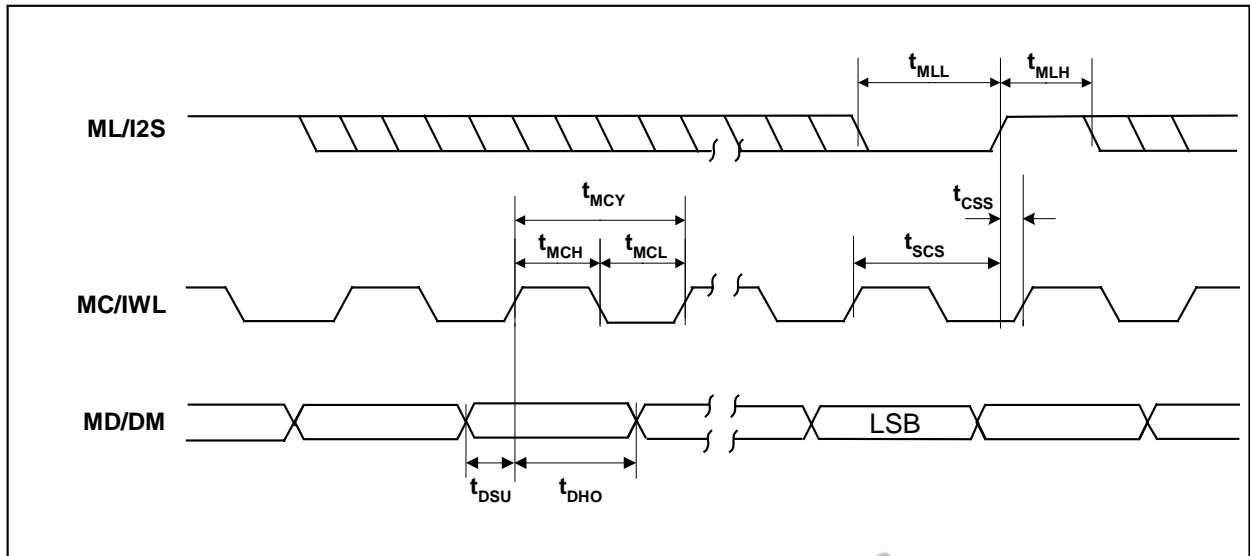 tMLL
tMLH
ML/I2S
tMCY
tCSS
tMCH
tMCL
tSCS
MC/IWL
MD/DM
LSB
tDSU
tDHO